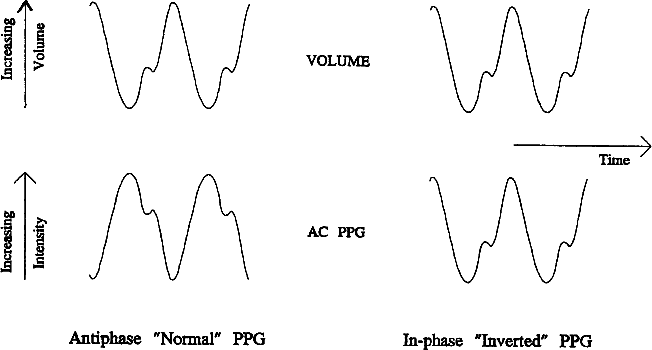 Increasing
Volume
VOLUME
Time
Increasing
Intensity
AC PPG
Antiphase "Normal" PPG
In-phase "Inverted" PPG